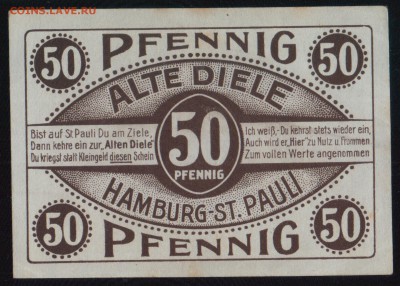 COINS.LAVE.RU
PFENNIG
50
50
ALTE DIELE
Bist auf St Pauli Du am Ziele,
Dann kehre ein zur „Alten Diele"
Du kriegst statt Kleingeld diesen Schein
50
PFENNIG
Ich weiß,- Du kehrst stets wieder ein,
Auch wird er „Hier" zu Nutz u Frommen
Zum vollen Werte angenommen
HAMBURG-ST. PAULI
50
50
PFENNIG